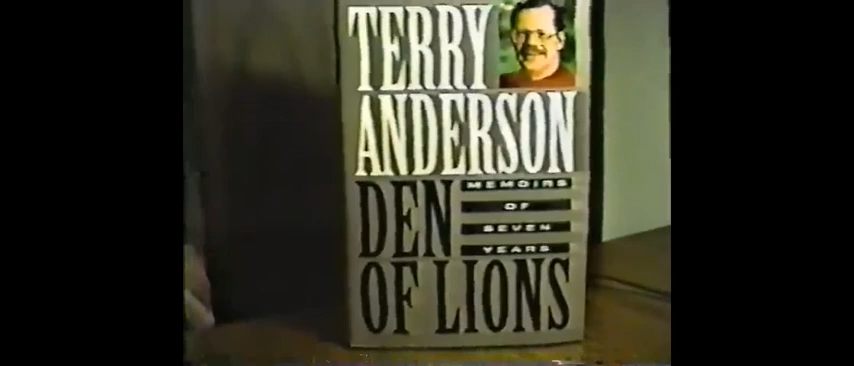 TERRY
ANDERSON
DEN
MEMOIRS
OF
SEVEN
YEARS
OF LIONS